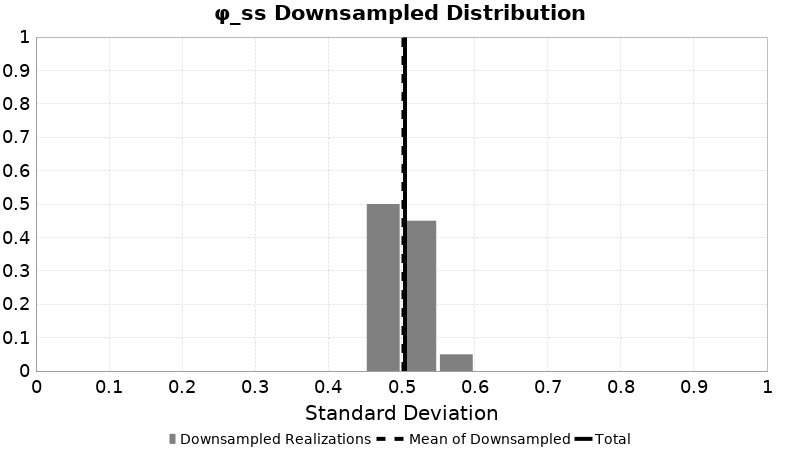 φ_ss Downsampled Distribution
1
0.9
0.8
0.7
0.6
0.5
0.4
0.3
0.2
0.1
0
0 0.1 0.2 0.3 0.4 0.5 0.6 0.7 0.8 0.9 1
Standard Deviation
Downsampled Realizations Mean of Downsampled Total